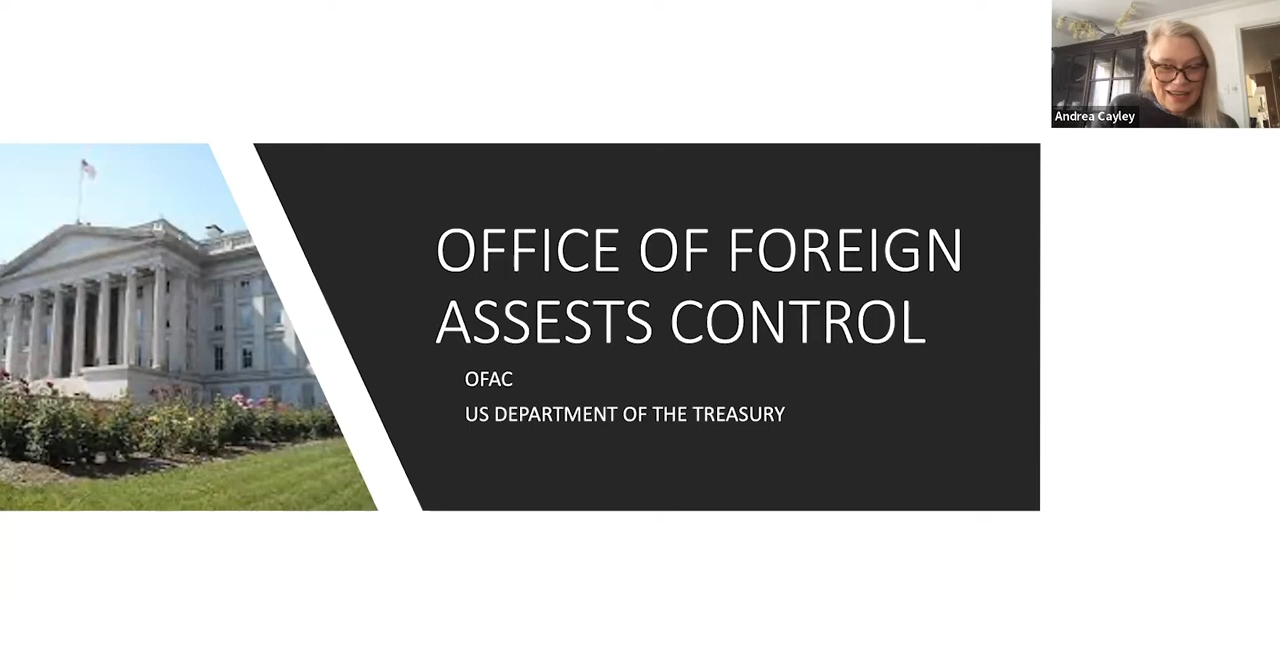 Andrea Cayley
OFFICE OF FOREIGN
ASSESTS CONTROL
OFAC
US DEPARTMENT OF THE TREASURY